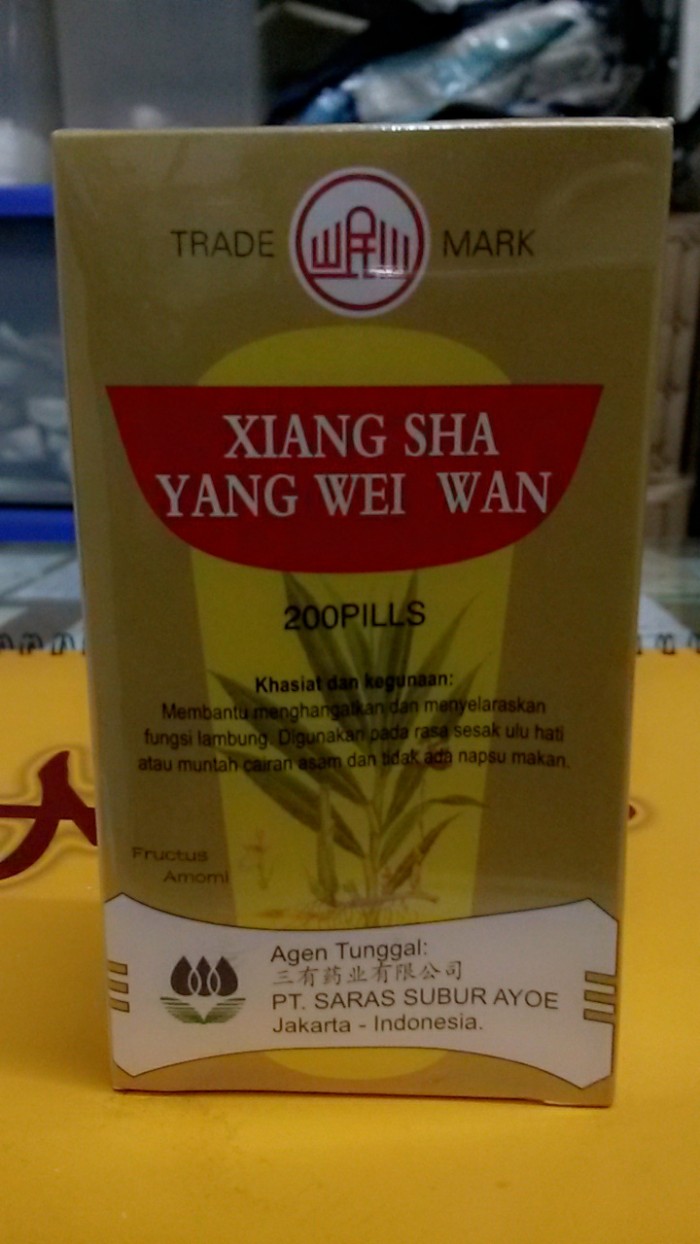 TRADE MARK
XIANG SHA
YANG WEI WAN
200PILLS
Khasiat dan kegunaan:
Membantu menghangatkan dan menyelaraskan
fungsi lambung. Digunakan pada rasa sesak ulu hati
atau muntah cairan asam dan tidak ada napsu makan.
Fructus
Amomi
Agen Tunggal:
三有药业有限公司
PT. SARAS SUBUR AYOE
Jakarta - Indonesia.